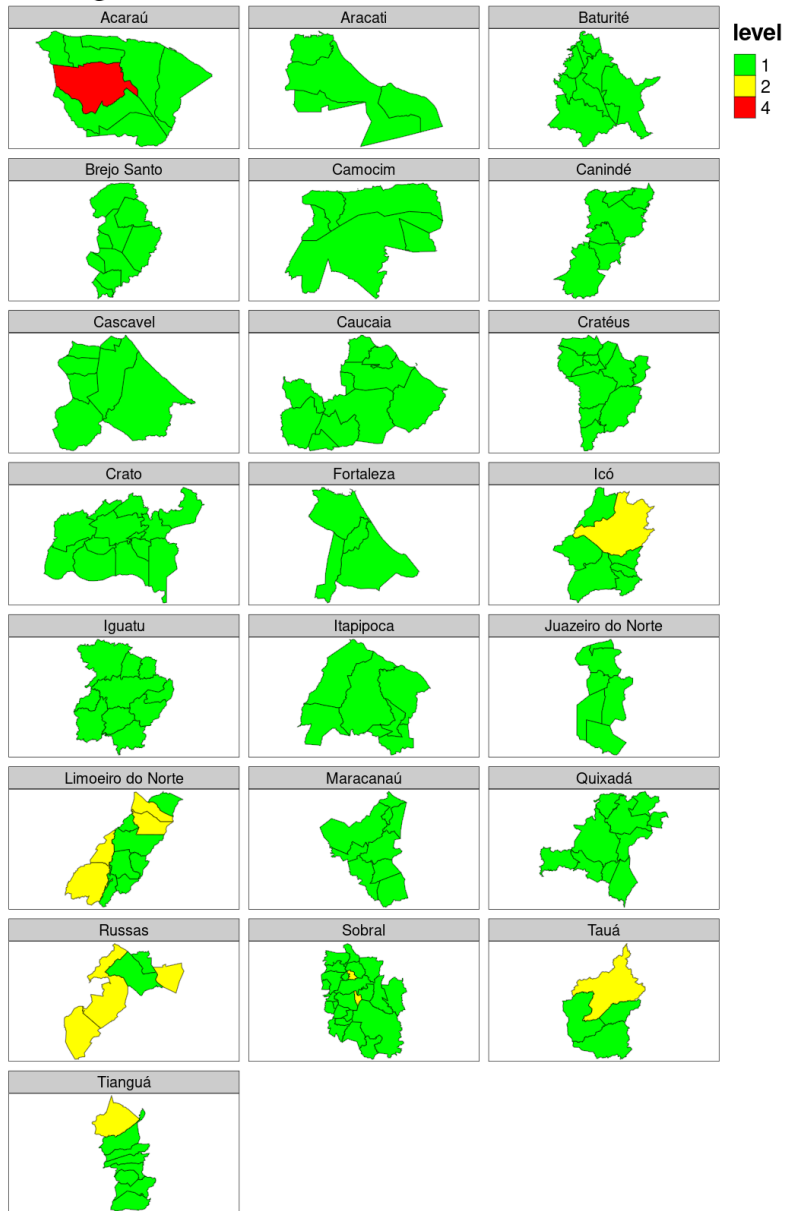 Acaraú
Aracati
Baturité
level
1
2
4
Brejo Santo
Camocim
Canindé
Cascavel
Caucaia
Cratéus
Crato
Fortaleza
Icó
Iguatu
Itapipoca
Juazeiro do Norte
Limoeiro do Norte
Maracanaú
Quixadá
Russas
Sobral
Tauá
Tianguá